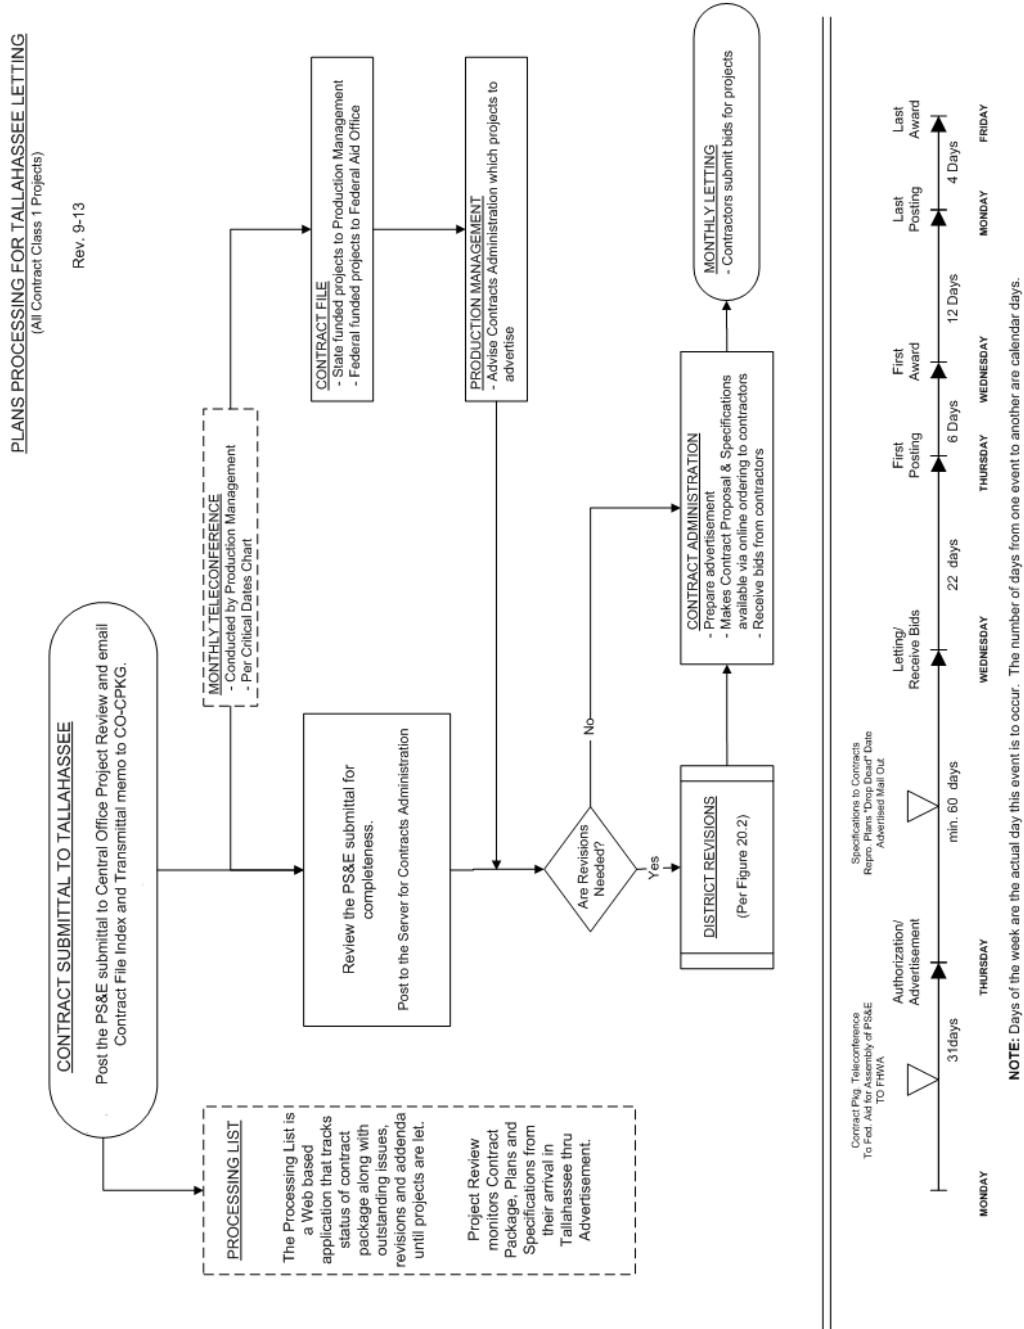 PLANS PROCESSING FOR TALLAHASSEE LETTING
(All Contract Class 1 Projects)
Rev. 9-13
CONTRACT SUBMITTAL TO TALLAHASSEE
Post the PS&E submittal to Central Office Project Review and email
Contract File Index and Transmittal memo to CO-CPKG.
PROCESSING LIST
The Processing List is
a Web based
application that tracks
status of contract
package along with
outstanding issues,
revisions and addenda
until projects are let.
Project Review
monitors Contract
Package, Plans and
Specifications from
their arrival in
Tallahassee thru
Advertisement.
MONTHLY TELECONFERENCE
- Conducted by Production Management
- Per Critical Dates Chart
Review the PS&E submittal for
completeness.
Post to the Server for Contracts Administration
CONTRACT FILE
- State funded projects to Production Management
- Federal funded projects to Federal Aid Office
PRODUCTION MANAGEMENT
- Advise Contracts Administration which projects to
advertise
Are Revisions
Needed?
No
Yes
DISTRICT REVISIONS
(Per Figure 20.2)
CONTRACT ADMINISTRATION
- Prepare advertisement
- Makes Contract Proposal & Specifications
available via online ordering to contractors
- Receive bids from contractors
MONTHLY LETTING
- Contractors submit bids for projects
Contract Pkg. Teleconference
To Fed. Aid for Assembly of PS&E
TO FHWA
Authorization/
Advertisement
Specifications to Contracts
Repro. Plans "Drop Dead" Date
Advertised Mail Out
Letting/
Receive Bids
First
Posting
First
Award
Last
Posting
Last
Award
31days
min. 60 days
22 days
6 Days
12 Days
4 Days
MONDAY
THURSDAY
WEDNESDAY
THURSDAY
WEDNESDAY
MONDAY
FRIDAY
NOTE: Days of the week are the actual day this event is to occur. The number of days from one event to another are calendar days.